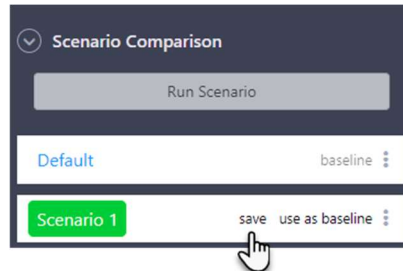 Scenario Comparison
Run Scenario
Default baseline
Scenario 1 save use as baseline